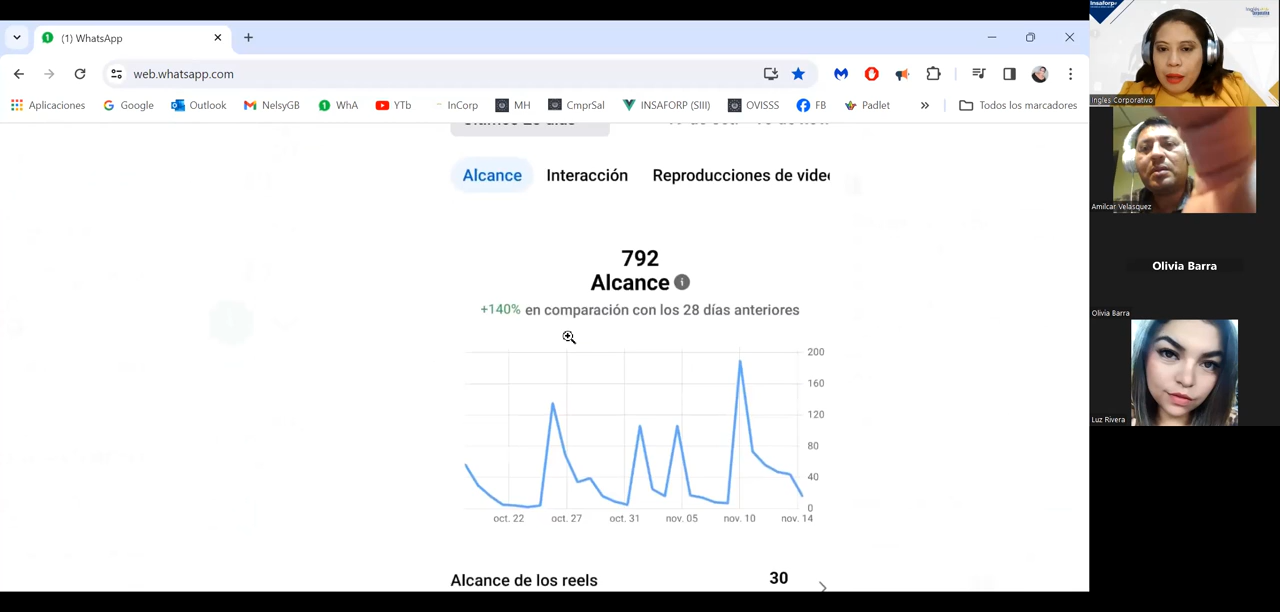 (1) WhatsApp
web.whatsapp.com
Aplicaciones Google Outlook NelsyGB WhA YTb InCorp MH CmprSal INSAFORP (SIII) OVISSS FB Padlet » Todos los marcadores
Alcance Interacción Reproducciones de vide
792
Alcance
+140% en comparación con los 28 días anteriores
200
160
120
80
40
0
oct. 22 oct. 27 oct. 31 nov. 05 nov. 10 nov. 14
Alcance de los reels 30
Insaforp
Ingles Corporativo
Amilcar Velasquez
Olivia Barra
Olivia Barra
Luz Rivera